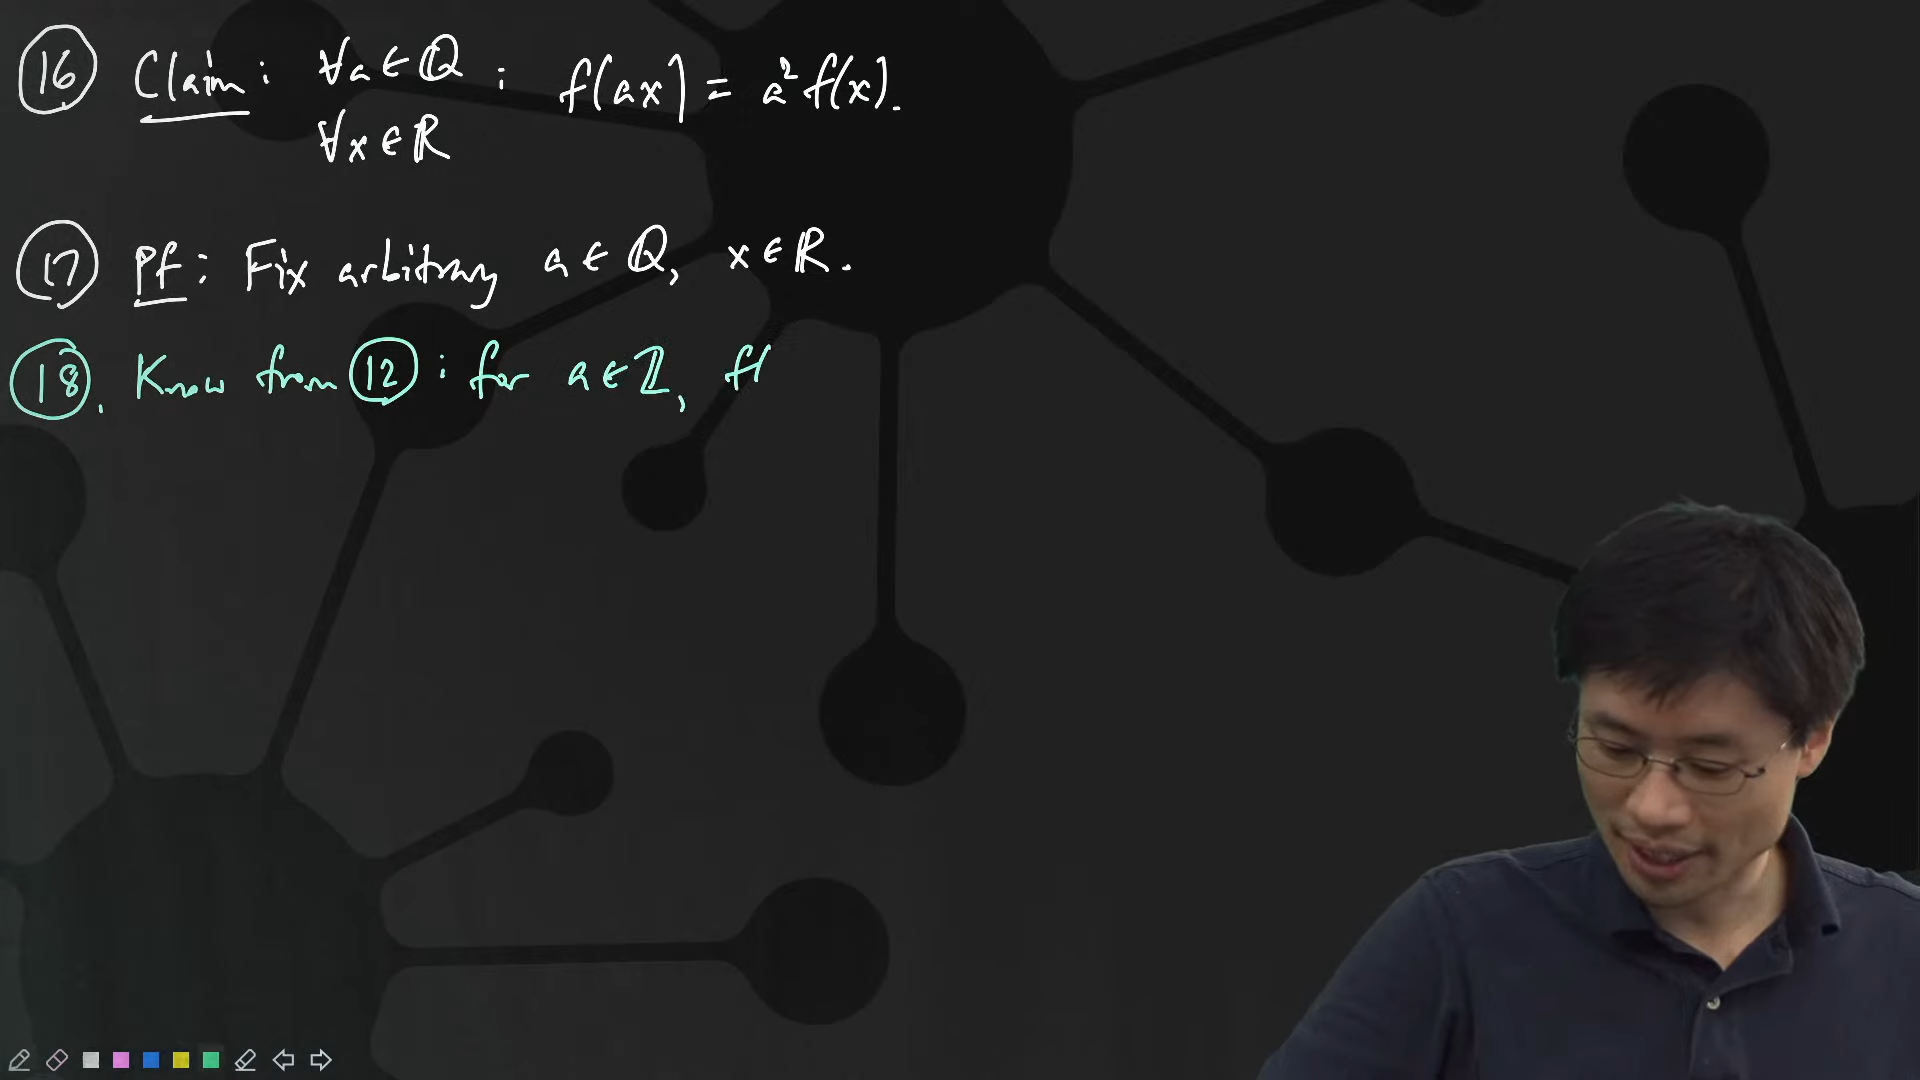 16 Claim: ∀a∈ℚ : f(ax) = a²f(x).
∀x∈ℝ
17 Pf: Fix arbitrary a∈ℚ, x∈ℝ.
18. Know from 12 : for a∈ℤ, f(